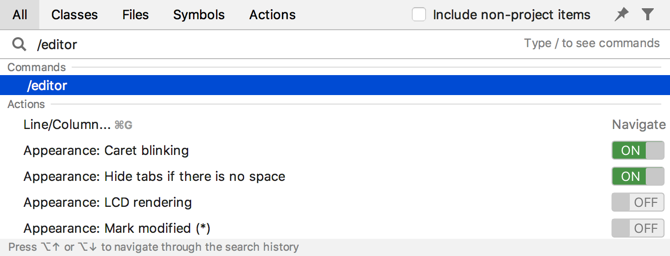 All Classes Files Symbols Actions Include non-project items
/editor Type / to see commands
Commands
/editor
Actions
Line/Column... ⌘G Navigate
Appearance: Caret blinking ON
Appearance: Hide tabs if there is no space ON
Appearance: LCD rendering OFF
Appearance: Mark modified (*) OFF
Press ⌥↑ or ⌥↓ to navigate through the search history